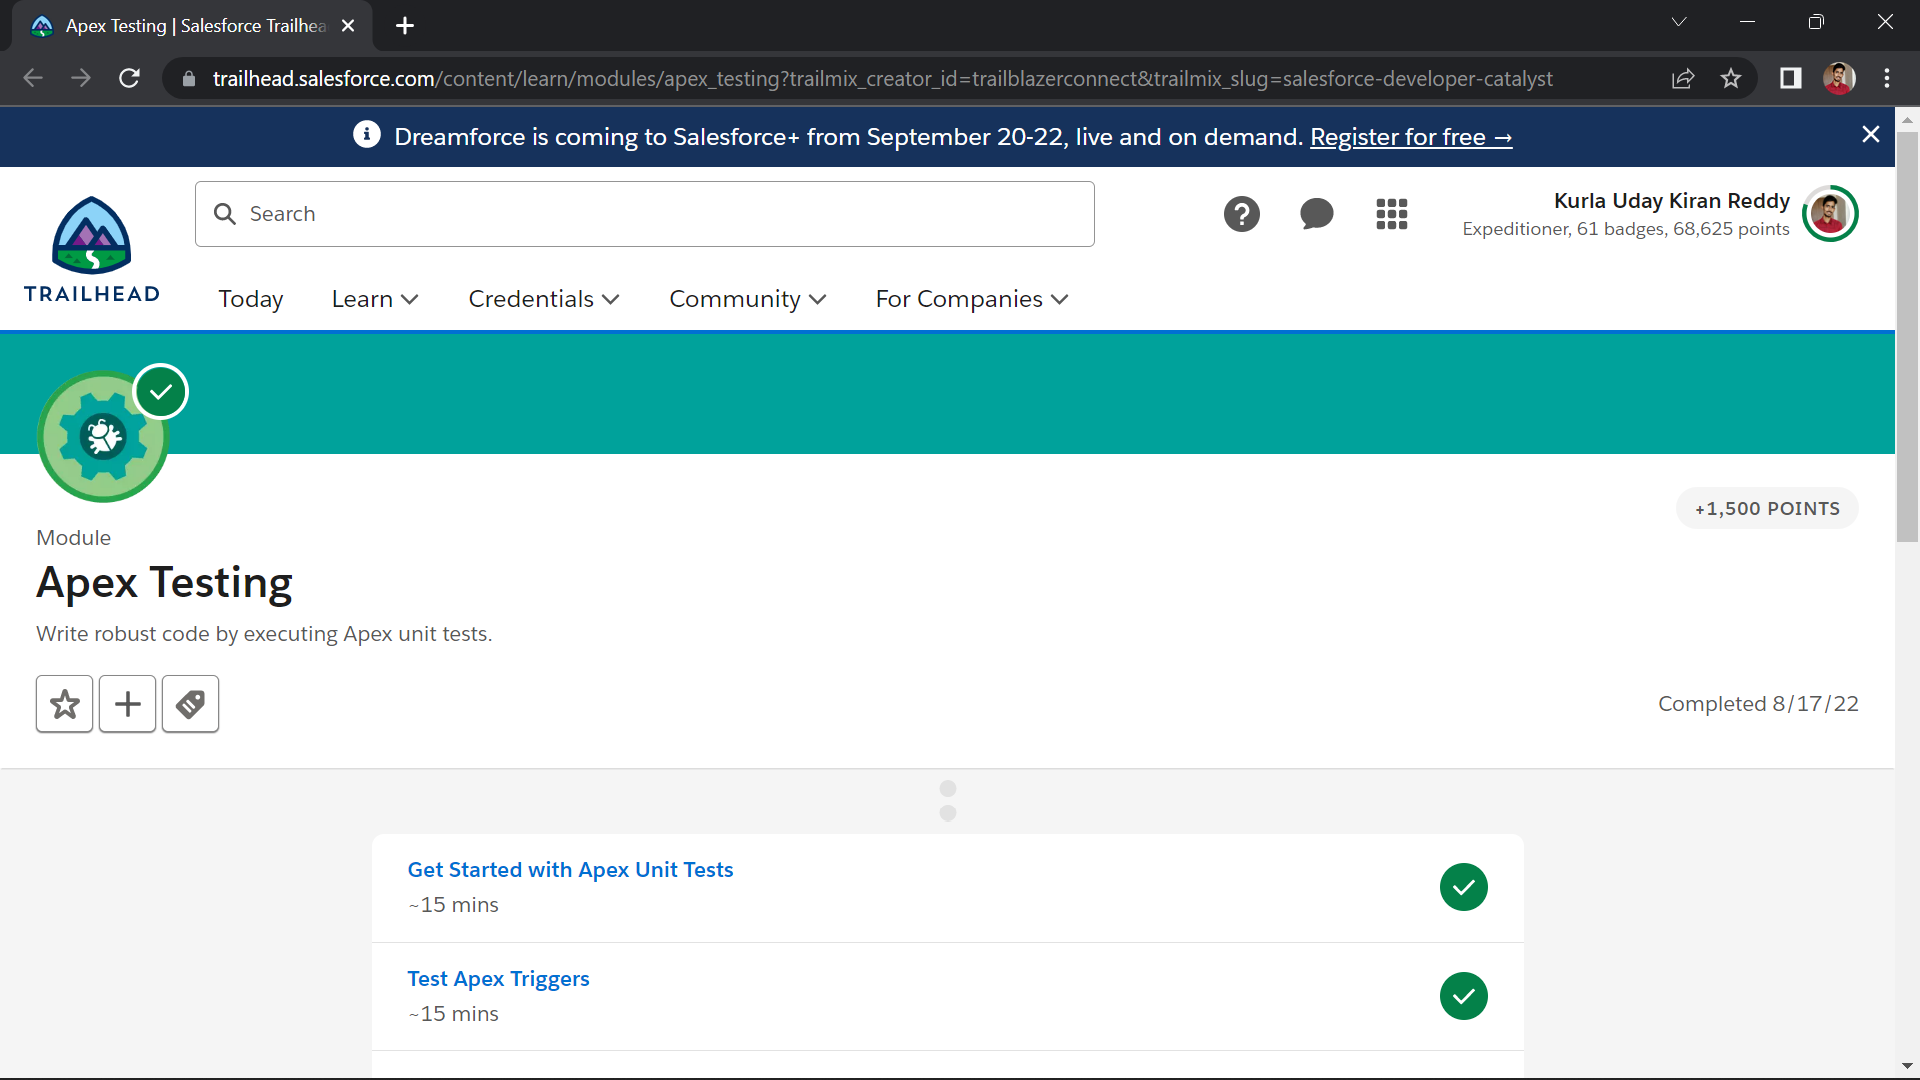 Apex Testing | Salesforce Trailhea
trailhead.salesforce.com/content/learn/modules/apex_testing?trailmix_creator_id=trailblazerconnect&trailmix_slug=salesforce-developer-catalyst
Dreamforce is coming to Salesforce+ from September 20-22, live and on demand. Register for free →
Search
Kurla Uday Kiran Reddy
Expeditioner, 61 badges, 68,625 points
TRAILHEAD
Today Learn Credentials Community For Companies
+1,500 POINTS
Module
Apex Testing
Write robust code by executing Apex unit tests.
Completed 8/17/22
Get Started with Apex Unit Tests
~15 mins
Test Apex Triggers
~15 mins